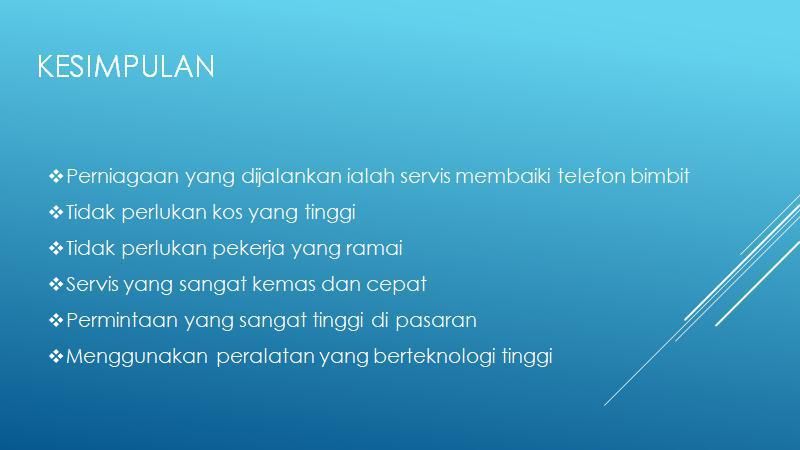 KESIMPULAN
❖Perniagaan yang dijalankan ialah servis membaiki telefon bimbit
❖Tidak perlukan kos yang tinggi
❖Tidak perlukan pekerja yang ramai
❖Servis yang sangat kemas dan cepat
❖Permintaan yang sangat tinggi di pasaran
❖Menggunakan peralatan yang berteknologi tinggi